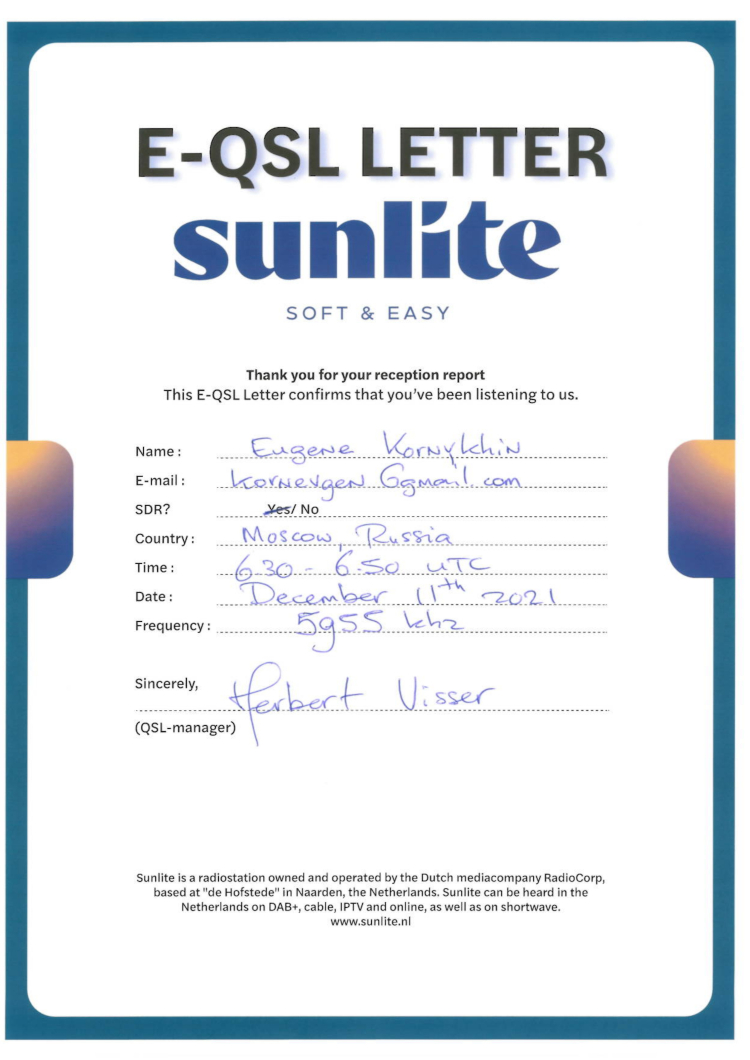 E-QSL LETTER
sunlite
SOFT & EASY
Thank you for your reception report
This E-QSL Letter confirms that you've been listening to us.
Name: Eugene Kornykhin
E-mail: kornevgen@gmail.com
SDR? Yes/ No
Country: Moscow, Russia
Time: 6.30 - 6.50 UTC
Date: December 11th 2021
Frequency: 5955 khz
Sincerely,
Herbert Visser
(QSL-manager)
Sunlite is a radiostation owned and operated by the Dutch mediacompany RadioCorp,
based at "de Hofstede" in Naarden, the Netherlands. Sunlite can be heard in the
Netherlands on DAB+, cable, IPTV and online, as well as on shortwave.
www.sunlite.nl